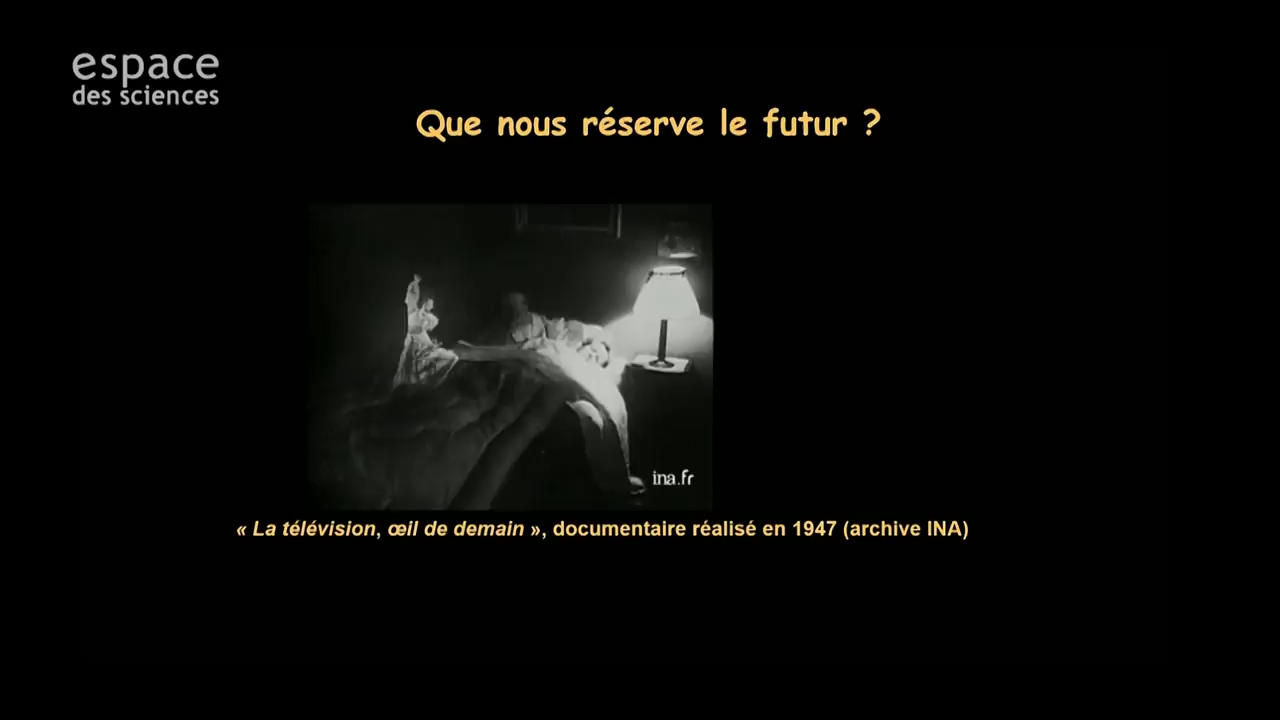 espace
des sciences
Que nous réserve le futur ?
ina.fr
« La télévision, œil de demain », documentaire réalisé en 1947 (archive INA)